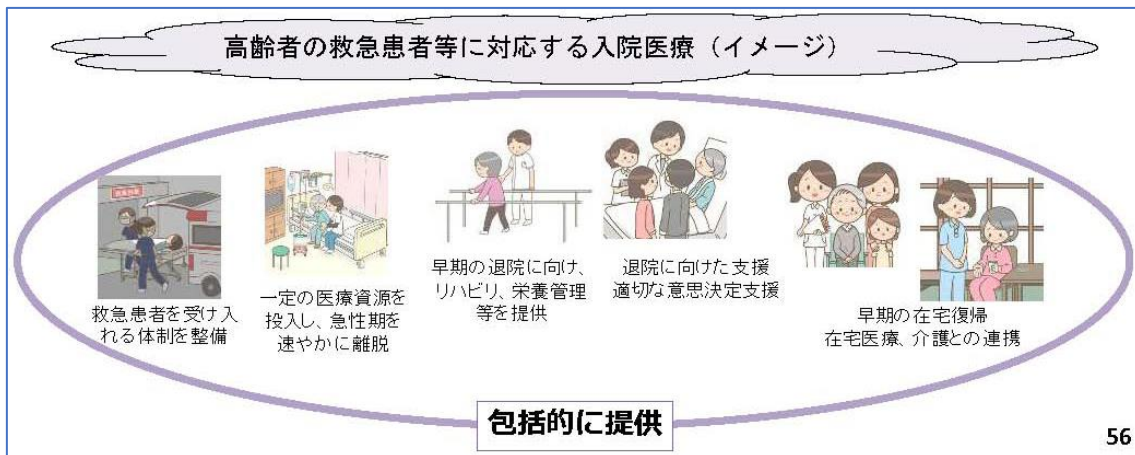 高齢者の救急患者等に対応する入院医療（イメージ）
救急患者を受け入
れる体制を整備
一定の医療資源を
投入し、急性期を
速やかに離脱
早期の退院に向け、
リハビリ、栄養管理
等を提供
退院に向けた支援
適切な意思決定支援
早期の在宅復帰
在宅医療、介護との連携
包括的に提供
56